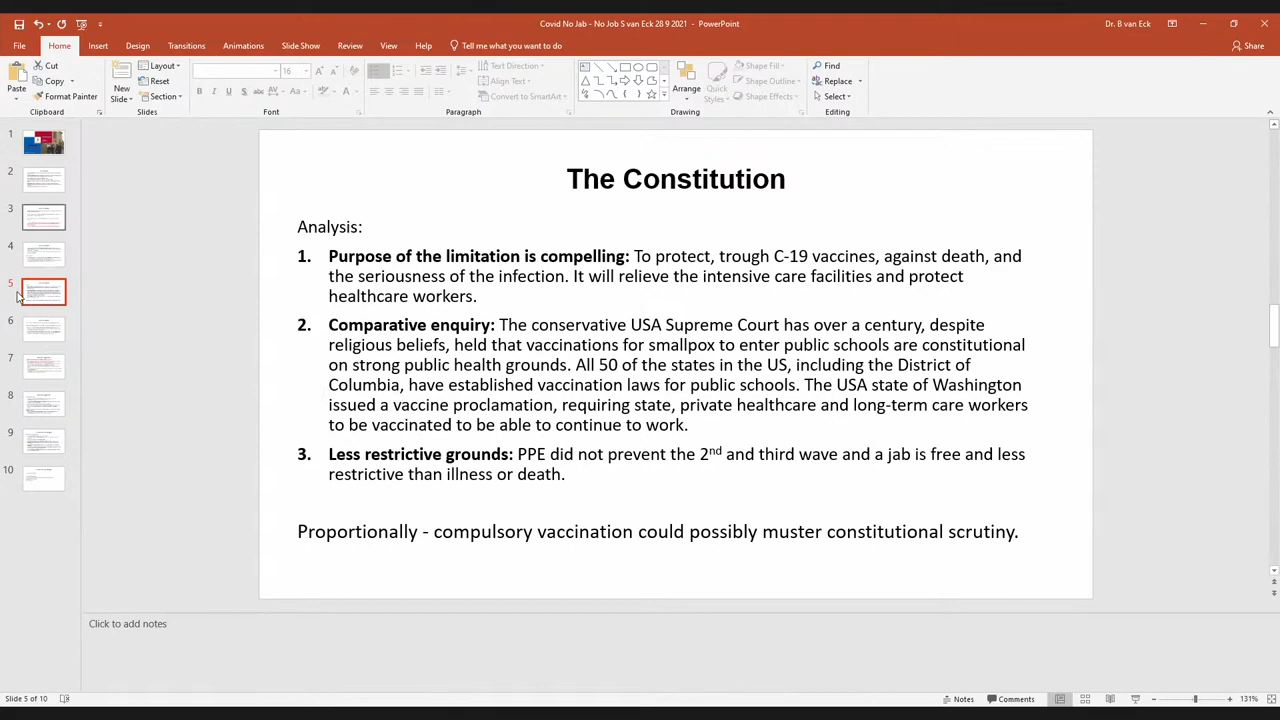 Covid No Jab - No Job S van Eck 28 9 2021 - PowerPoint
Dr. B van Eck
File Home Insert Design Transitions Animations Slide Show Review View Help Tell me what you want to do Share
Paste
Cut
Copy
Format Painter
Clipboard
New Slide
Layout
Reset
Section
Slides
16
Font
Text Direction
Align Text
Convert to SmartArt
Paragraph
Arrange
Quick Styles
Shape Fill
Shape Outline
Shape Effects
Drawing
Find
Replace
Select
Editing
1
2
3
4
5
6
7
8
9
10
The Constitution
Analysis:
1. Purpose of the limitation is compelling: To protect, trough C-19 vaccines, against death, and
the seriousness of the infection. It will relieve the intensive care facilities and protect
healthcare workers.
2. Comparative enquiry: The conservative USA Supreme Court has over a century, despite
religious beliefs, held that vaccinations for smallpox to enter public schools are constitutional
on strong public health grounds. All 50 of the states in the US, including the District of
Columbia, have established vaccination laws for public schools. The USA state of Washington
issued a vaccine proclamation, requiring state, private healthcare and long-term care workers
to be vaccinated to be able to continue to work.
3. Less restrictive grounds: PPE did not prevent the 2nd and third wave and a jab is free and less
restrictive than illness or death.
Proportionally - compulsory vaccination could possibly muster constitutional scrutiny.
Click to add notes
Slide 5 of 10
Notes
Comments
131%